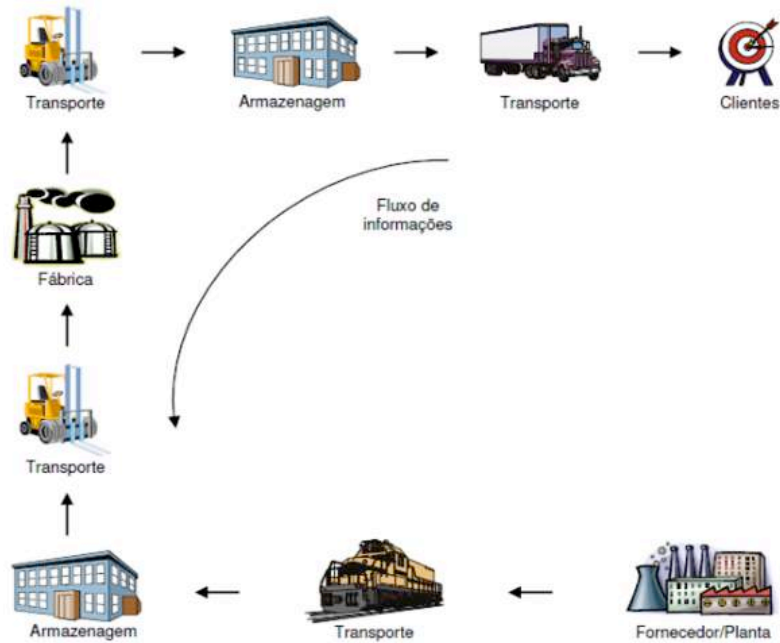 Transporte
Armazenagem
Transporte
Clientes
Fluxo de
informações
Fábrica
Transporte
Armazenagem
Transporte
Fornecedor/Planta